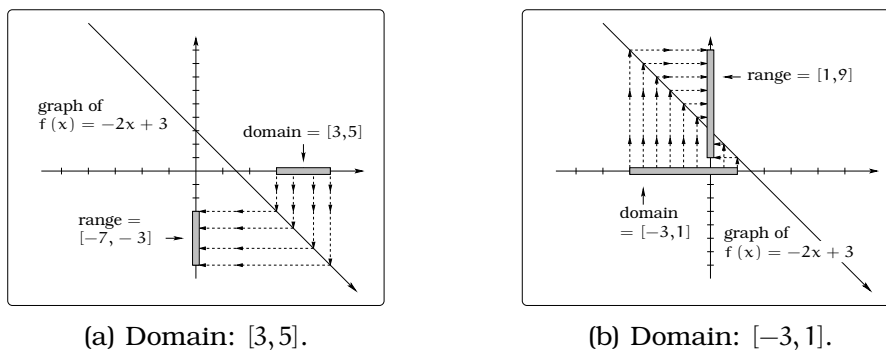 graph of
f (x) = −2x + 3
domain = [3,5]
range =
[−7, − 3]
(a) Domain: [3, 5].
range = [1,9]
domain
= [−3,1]
graph of
f (x) = −2x + 3
(b) Domain: [−3, 1].